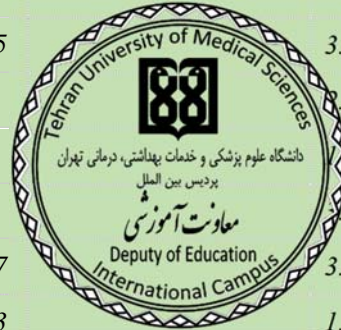 Tehran University of Medical Sciences
دانشگاه علوم پزشکی و خدمات بهداشتی، درمانی تهران
پردیس بین الملل
معاونت آموزشی
Deputy of Education
International Campus